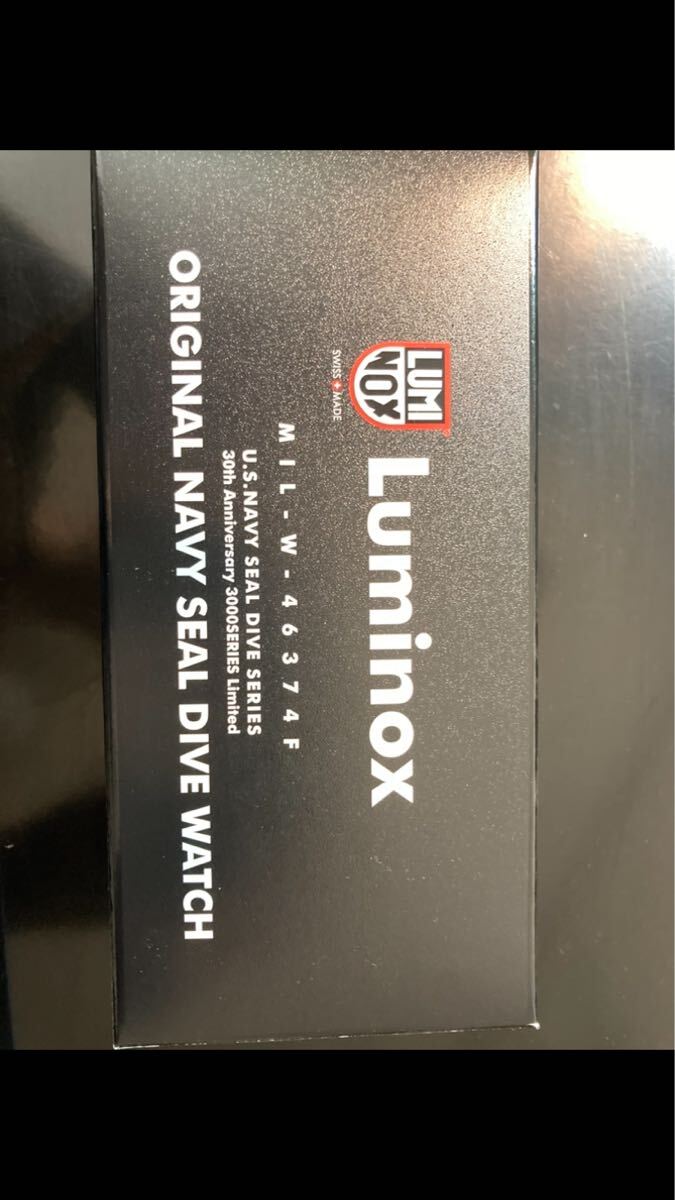 LUMI
NOX
SWISS MADE
Luminox
MIL-W-46374F
U.S.NAVY SEAL DIVE SERIES
30th Anniversary 3000SERIES Limited
ORIGINAL NAVY SEAL DIVE WATCH